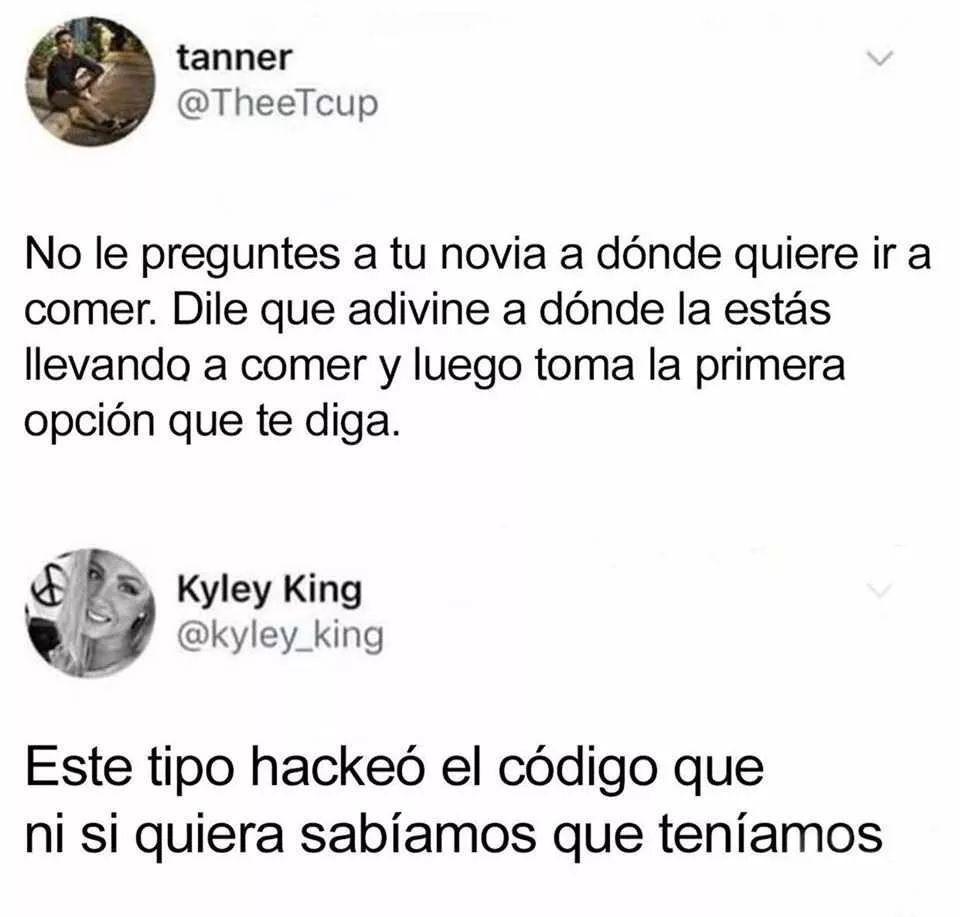 tanner
@TheeTcup
No le preguntes a tu novia a dónde quiere ir a
comer. Dile que adivine a dónde la estás
llevando a comer y luego toma la primera
opción que te diga.
Kyley King
@kyley_king
Este tipo hackeó el código que
ni si quiera sabíamos que teníamos